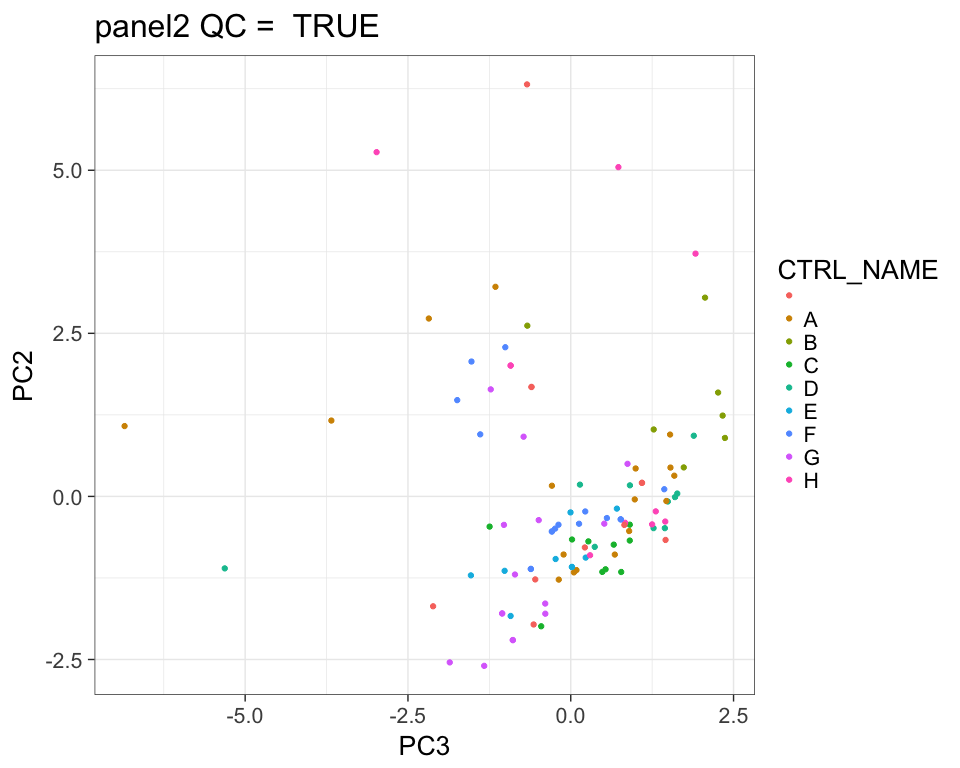 panel2 QC =  TRUE
PC2
5.0
2.5
0.0
-2.5
-5.0
-2.5
0.0
2.5
PC3
CTRL_NAME
A
B
C
D
E
F
G
H